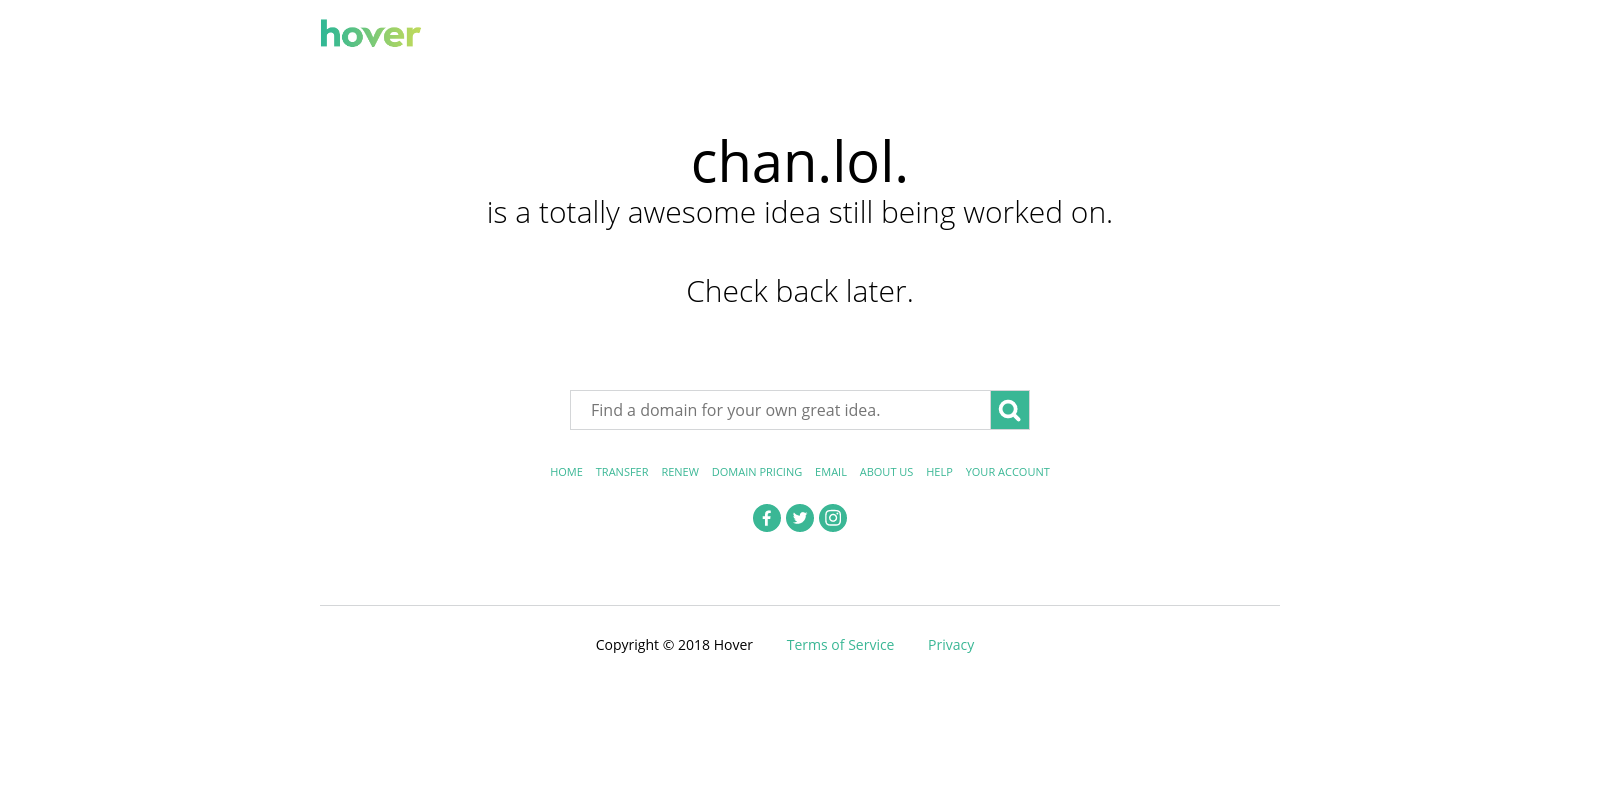 hover
chan.lol.
is a totally awesome idea still being worked on.
Check back later.
Find a domain for your own great idea.
HOME TRANSFER RENEW DOMAIN PRICING EMAIL ABOUT US HELP YOUR ACCOUNT
Copyright © 2018 Hover Terms of Service Privacy